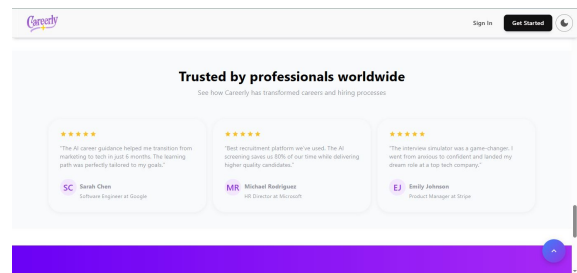 Careerly
Sign In
Get Started
Trusted by professionals worldwide
See how Careerly has transformed careers and hiring processes
★★★★★
"The AI career guidance helped me transition from
marketing to tech in just 6 months. The learning
path was perfectly tailored to my goals."
SC
Sarah Chen
Software Engineer at Google
★★★★★
"Best recruitment platform we've used. The AI
screening saves us 80% of our time while delivering
higher quality candidates."
MR
Michael Rodriguez
HR Director at Microsoft
★★★★★
"The interview simulator was a game-changer. I
went from anxious to confident and landed my
dream role at a top tech company."
EJ
Emily Johnson
Product Manager at Stripe